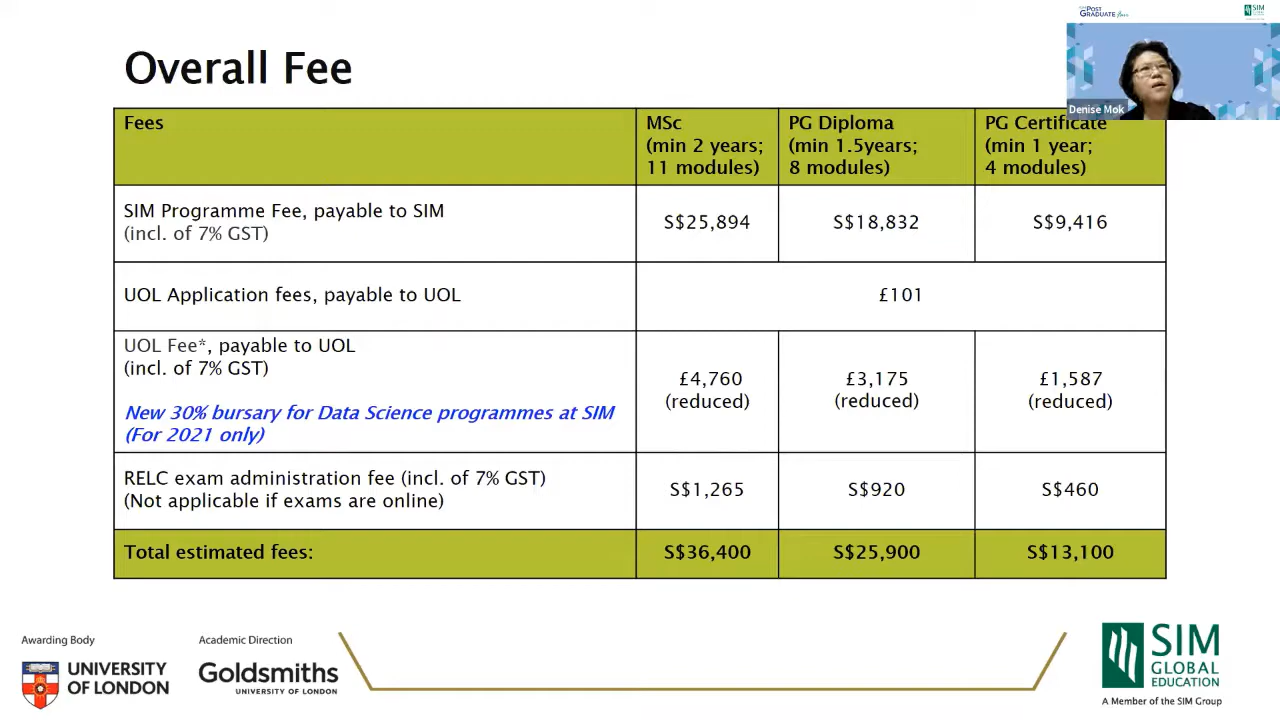 POST
GRADUATE
SIM
Denise Mok
Overall Fee
Fees
MSc
(min 2 years;
11 modules)
PG Diploma
(min 1.5years;
8 modules)
PG Certificate
(min 1 year;
4 modules)
SIM Programme Fee, payable to SIM
(incl. of 7% GST)
S$25,894
S$18,832
S$9,416
UOL Application fees, payable to UOL
£101
UOL Fee*, payable to UOL
(incl. of 7% GST)
New 30% bursary for Data Science programmes at SIM
(For 2021 only)
£4,760
(reduced)
£3,175
(reduced)
£1,587
(reduced)
RELC exam administration fee (incl. of 7% GST)
(Not applicable if exams are online)
S$1,265
S$920
S$460
Total estimated fees:
S$36,400
S$25,900
S$13,100
Awarding Body
UNIVERSITY
OF LONDON
Academic Direction
Goldsmiths
UNIVERSITY OF LONDON
SIM
GLOBAL
EDUCATION
A Member of the SIM Group